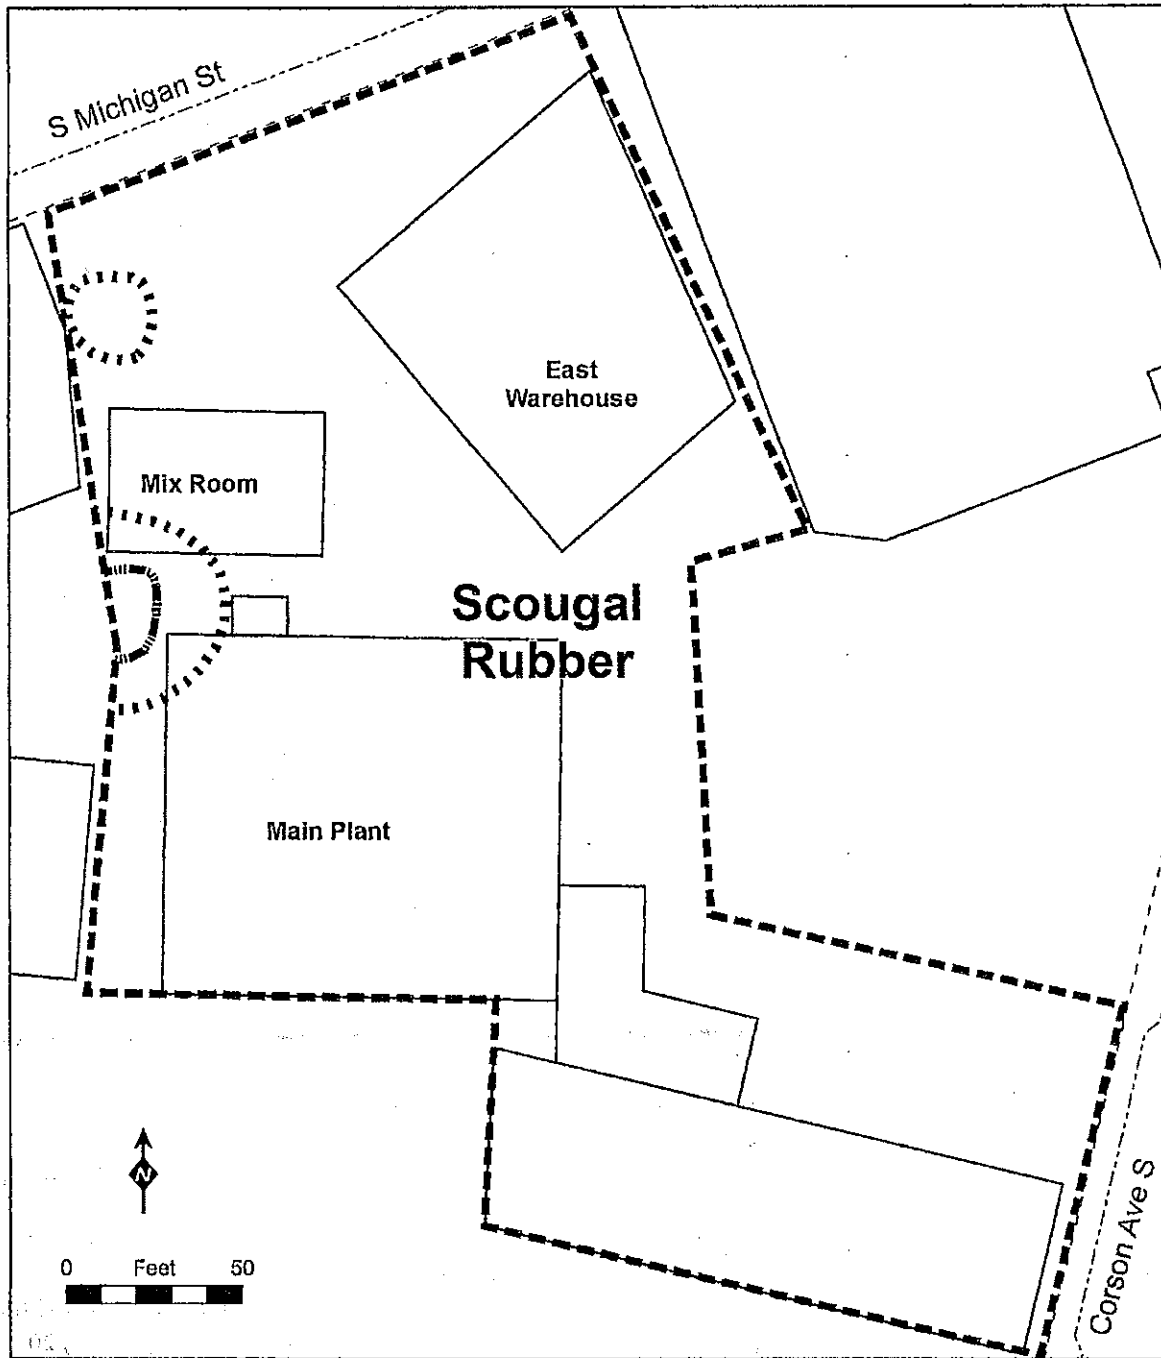 S Michigan St
East
Warehouse
Mix Room
Scougal
Rubber
Main Plant
N
0 Feet 50
Corson Ave S